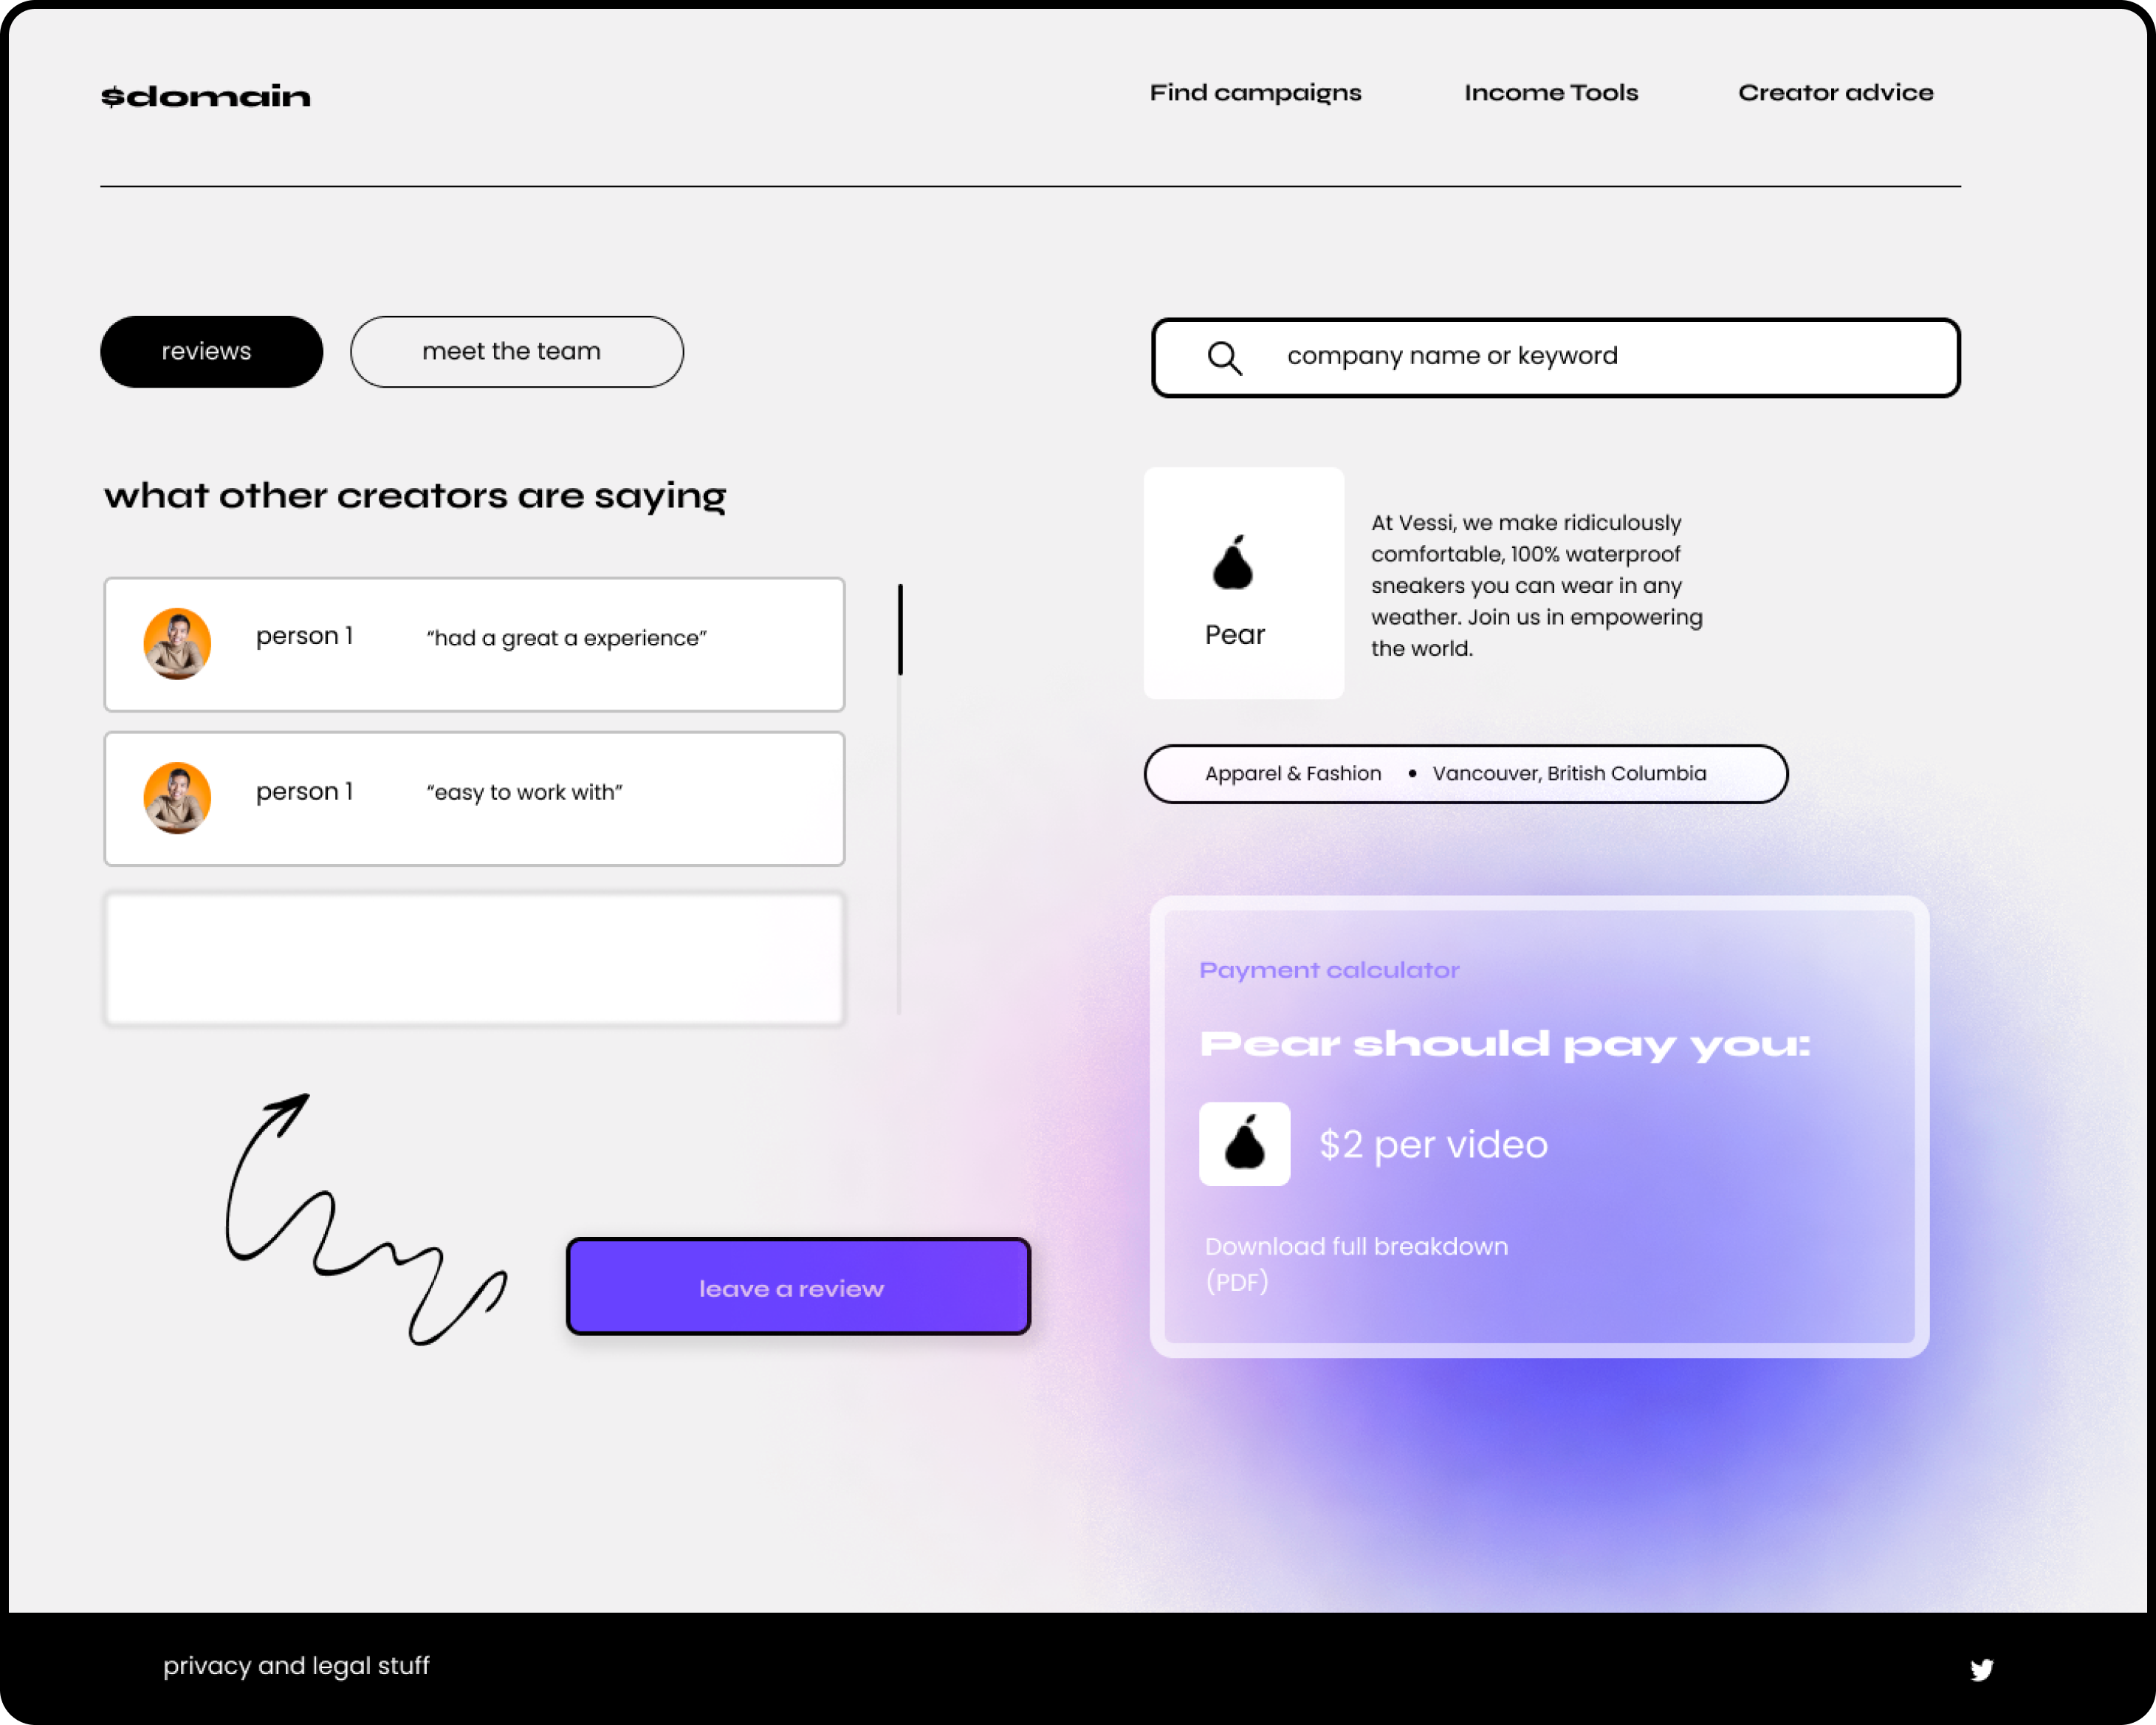 $domain
Find campaigns
Income Tools
Creator advice
reviews
meet the team
company name or keyword
what other creators are saying
person 1
“had a great a experience”
person 1
“easy to work with”
leave a review
Pear
At Vessi, we make ridiculously
comfortable, 100% waterproof
sneakers you can wear in any
weather. Join us in empowering
the world.
Apparel & Fashion • Vancouver, British Columbia
Payment calculator
Pear should pay you:
$2 per video
Download full breakdown
(PDF)
privacy and legal stuff